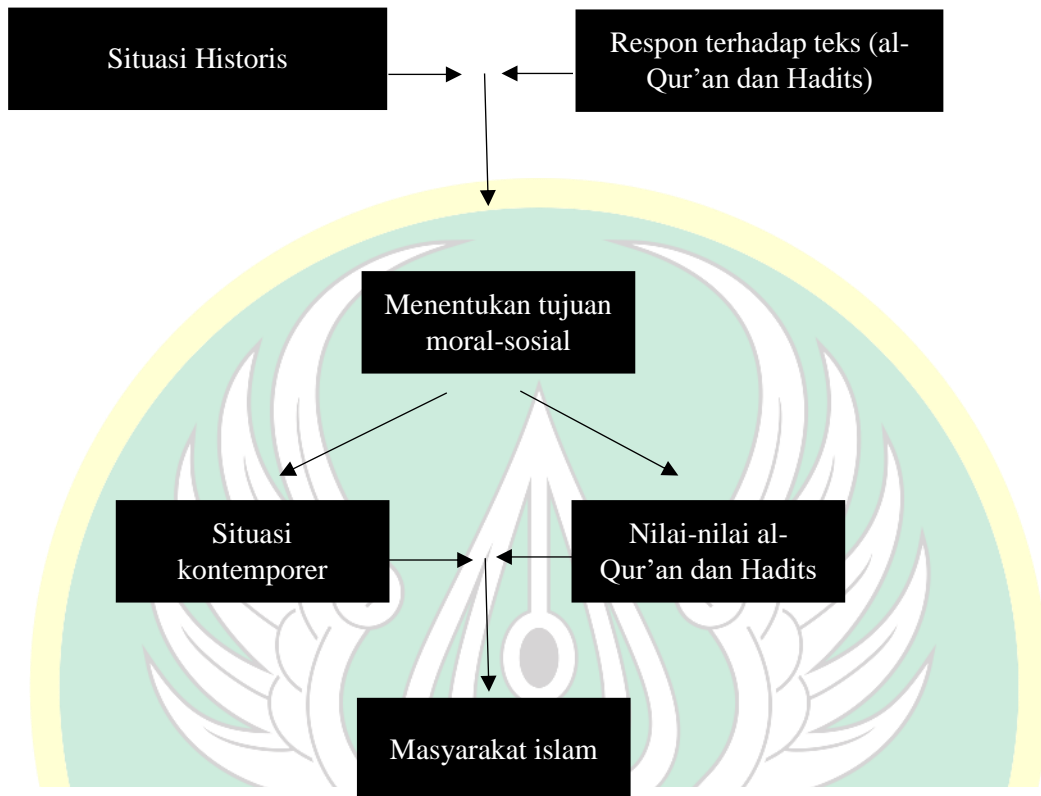 Situasi Historis
Respon terhadap teks (al-
Qur’an dan Hadits)
Menentukan tujuan
moral-sosial
Situasi
kontemporer
Nilai-nilai al-
Qur’an dan Hadits
Masyarakat islam